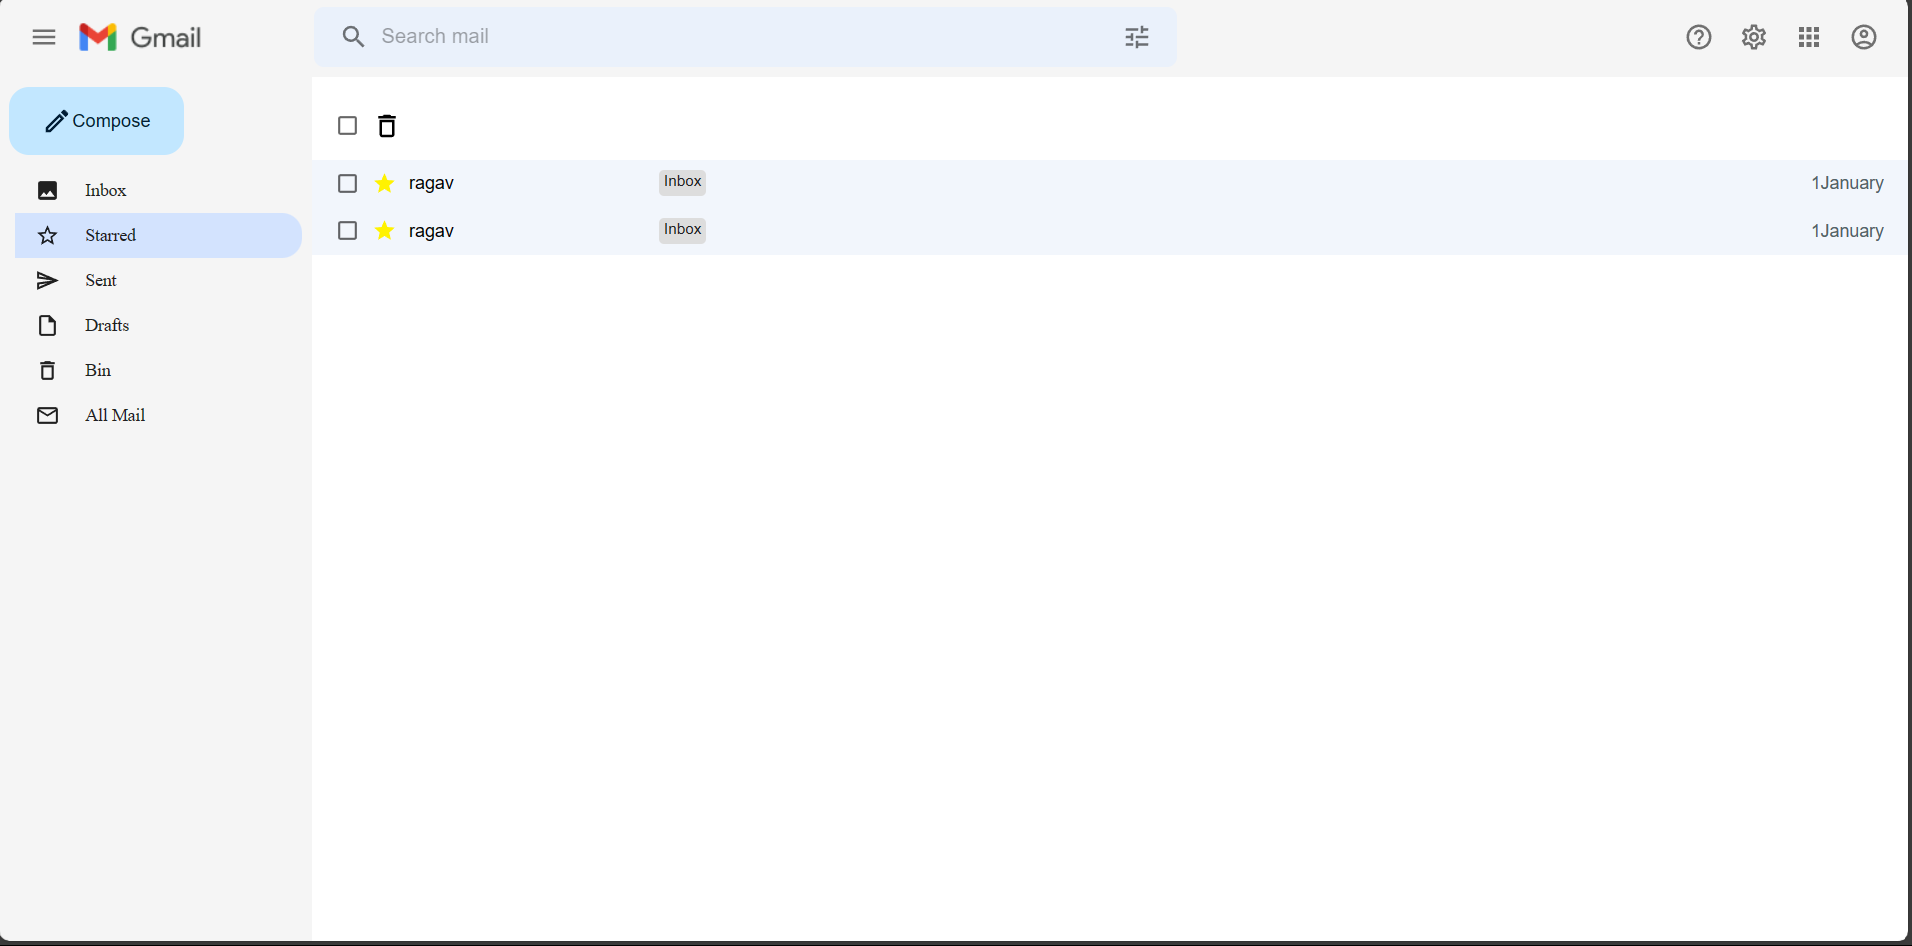 Gmail
Search mail
Compose
Inbox
Starred
Sent
Drafts
Bin
All Mail
ragav Inbox 1January
ragav Inbox 1January